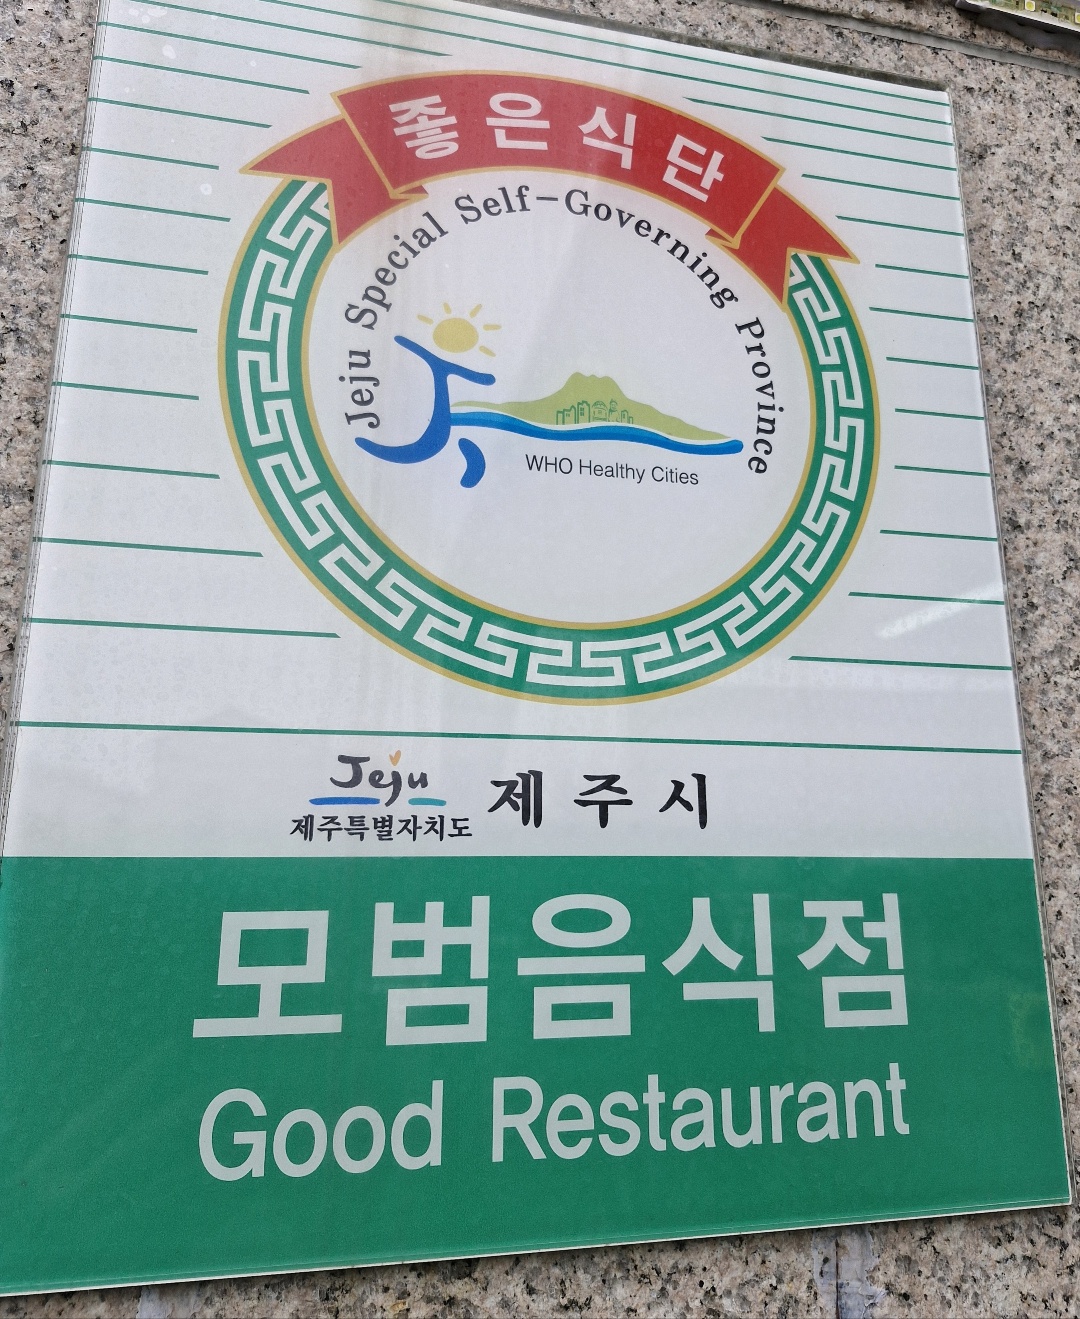 좋은식단
Jeju Special Self-Governing Province
WHO Healthy Cities
Jeju
제주특별자치도
제주시
모범음식점
Good Restaurant